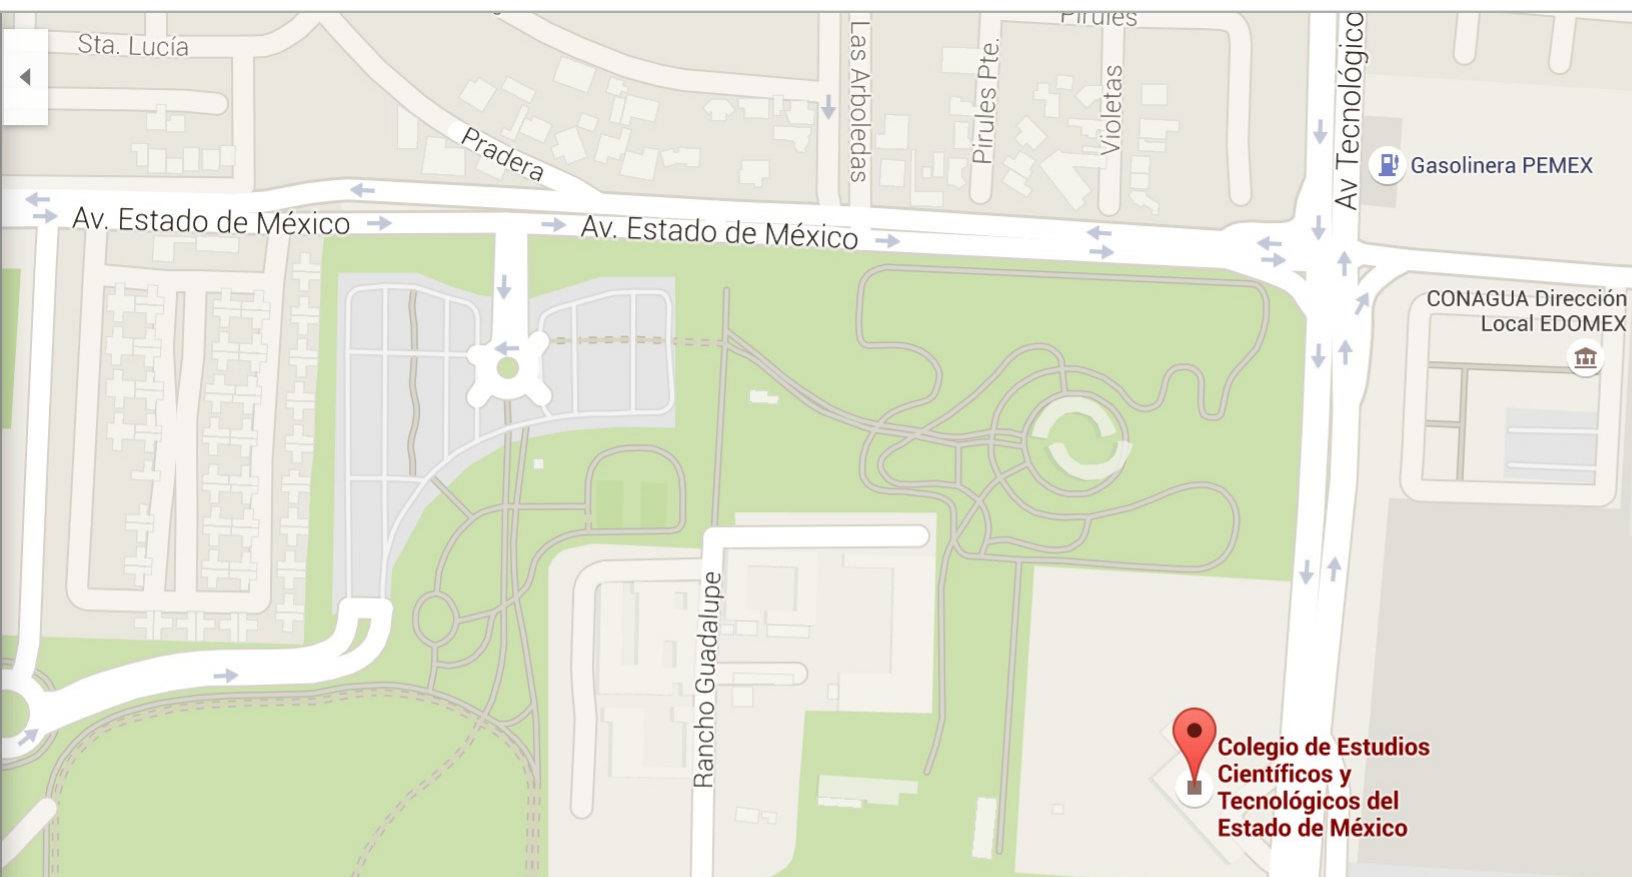 Sta. Lucía
Pradera
Las Arboledas
Pirules Pte.
Pirules
Violetas
Av Tecnológico
Gasolinera PEMEX
Av. Estado de México
Av. Estado de México
CONAGUA Dirección
Local EDOMEX
Rancho Guadalupe
Colegio de Estudios
Científicos y
Tecnológicos del
Estado de México